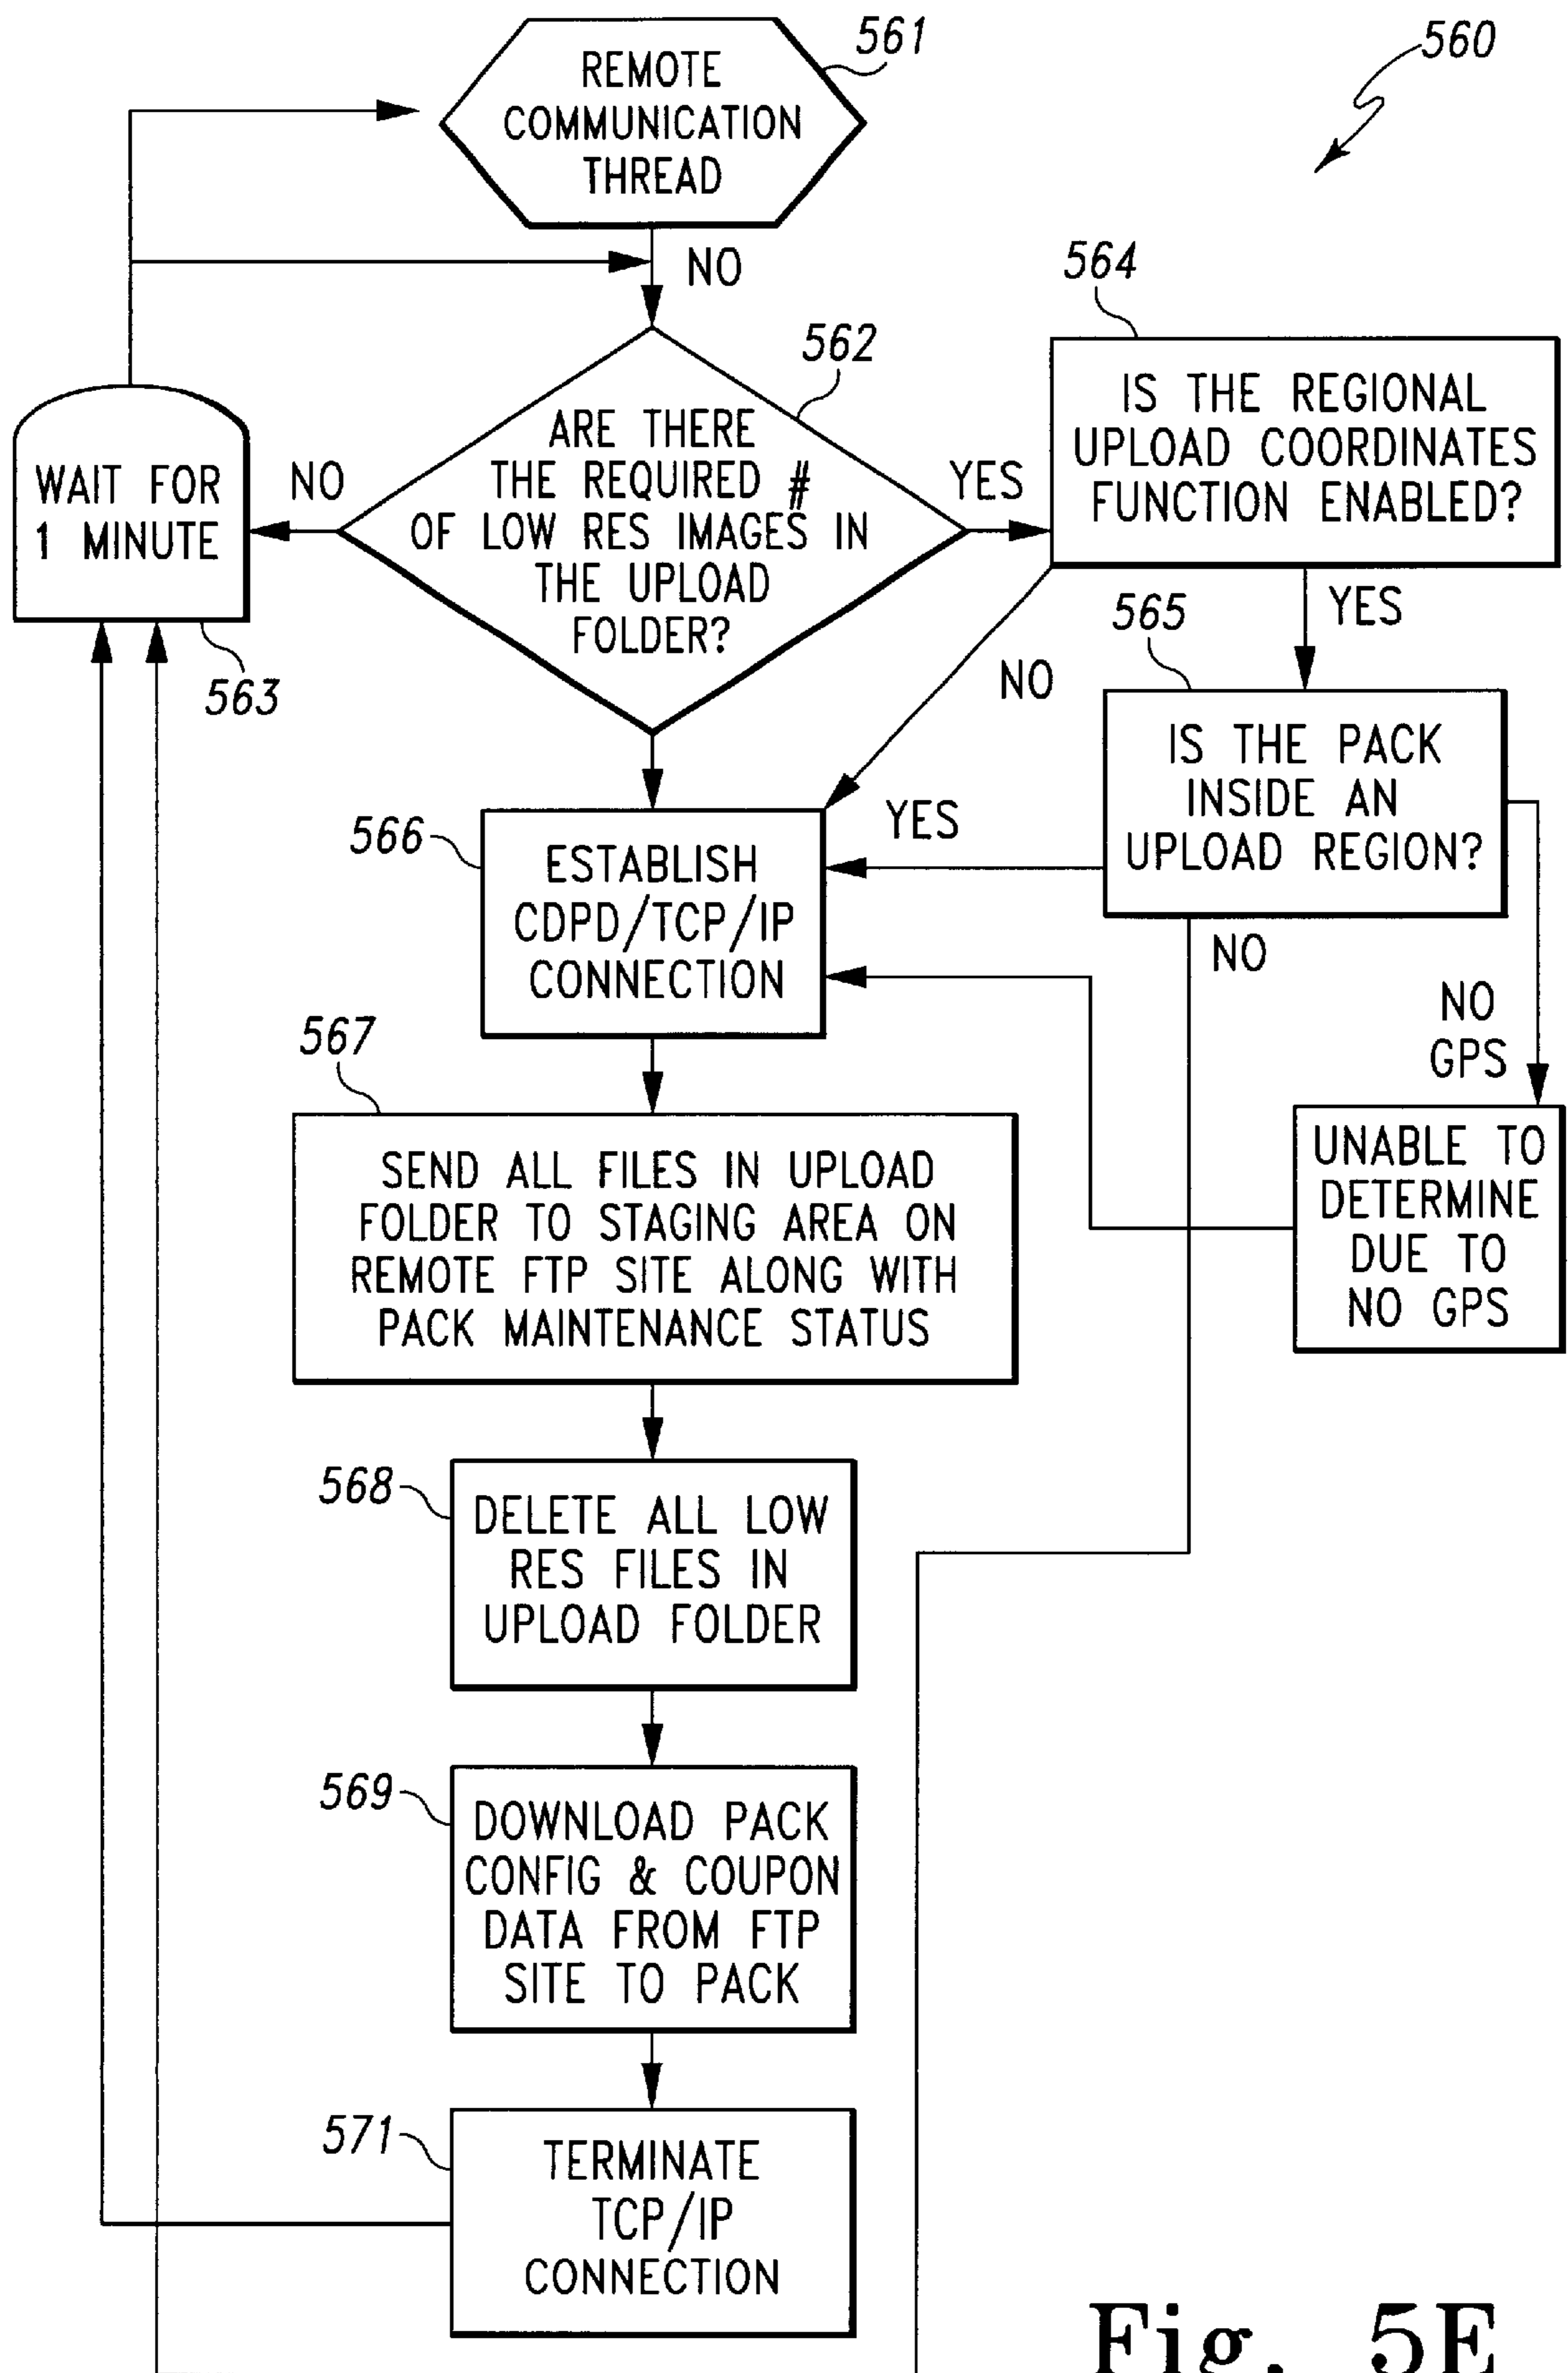 561
560
REMOTE
COMMUNICATION
THREAD
NO
564
562
IS THE REGIONAL
UPLOAD COORDINATES
FUNCTION ENABLED?
ARE THERE
THE REQUIRED #
OF LOW RES IMAGES IN
THE UPLOAD
FOLDER?
NO
YES
WAIT FOR
1 MINUTE
563
YES
565
NO
IS THE PACK
INSIDE AN
UPLOAD REGION?
YES
566
ESTABLISH
CDPD/TCP/IP
CONNECTION
NO
NO
GPS
567
UNABLE TO
DETERMINE
DUE TO
NO GPS
SEND ALL FILES IN UPLOAD
FOLDER TO STAGING AREA ON
REMOTE FTP SITE ALONG WITH
PACK MAINTENANCE STATUS
568
DELETE ALL LOW
RES FILES IN
UPLOAD FOLDER
569
DOWNLOAD PACK
CONFIG & COUPON
DATA FROM FTP
SITE TO PACK
571
TERMINATE
TCP/IP
CONNECTION
Fig. 5E